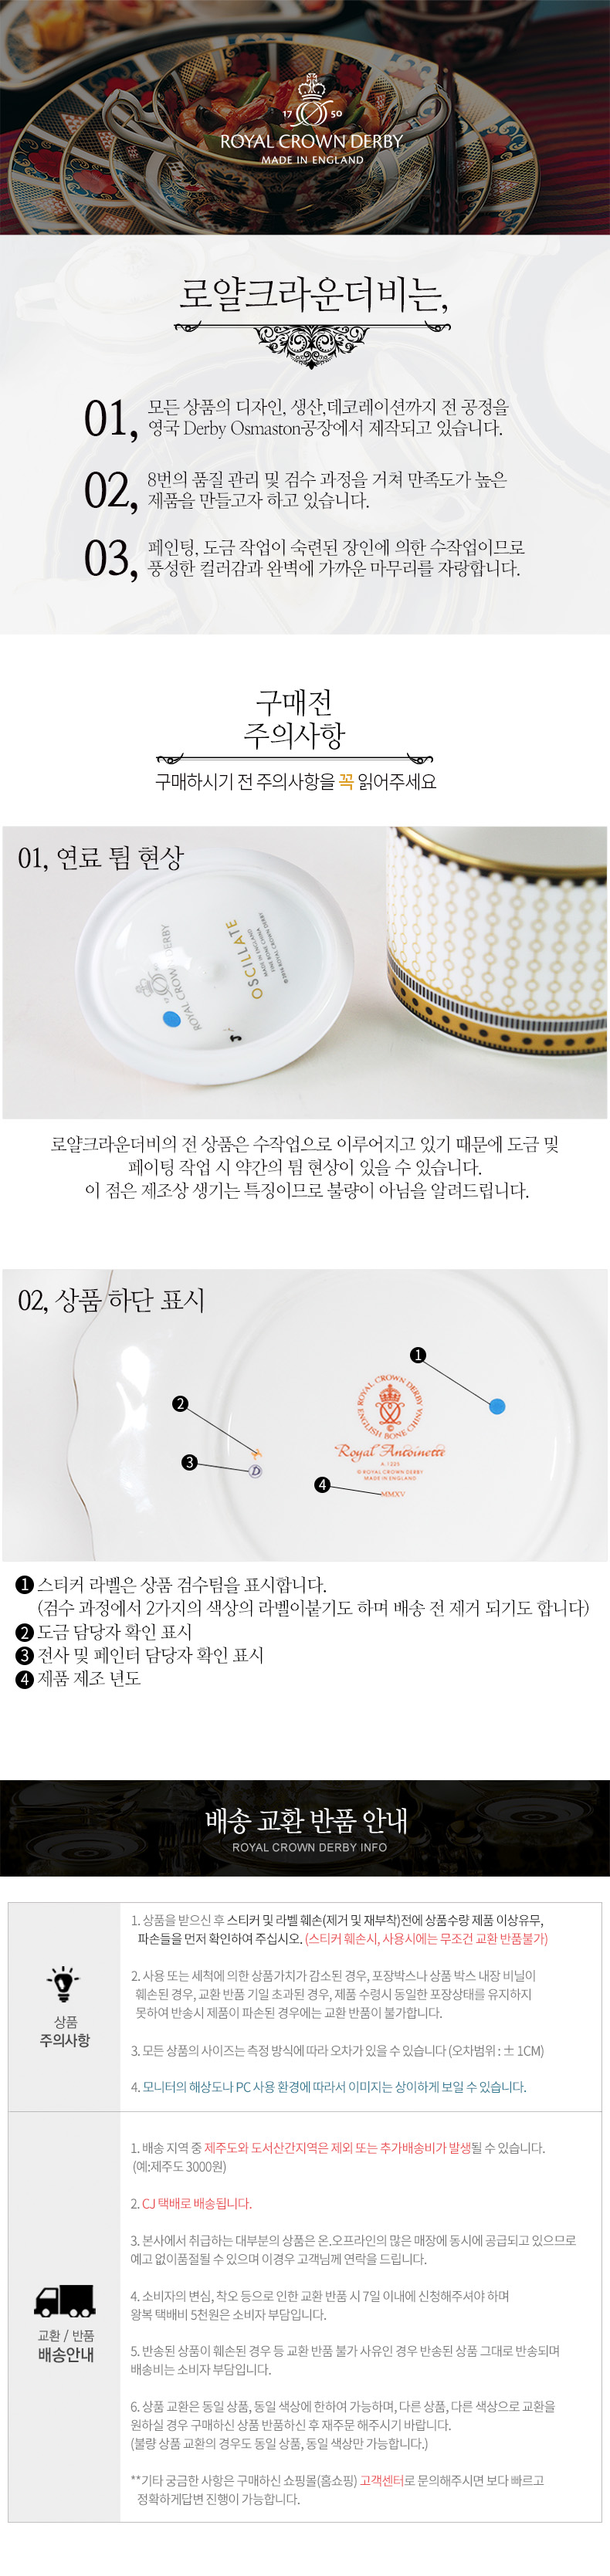 17 50
ROYAL CROWN DERBY
MADE IN ENGLAND
로얄크라운더비는,
01, 모든 상품의 디자인, 생산,데코레이션까지 전 공정을
영국 Derby Osmaston공장에서 제작되고 있습니다.
02, 8번의 품질 관리 및 검수 과정을 거쳐 만족도가 높은
제품을 만들고자 하고 있습니다.
03, 페인팅, 도금 작업이 숙련된 장인에 의한 수작업이므로
풍성한 컬러감과 완벽에 가까운 마무리를 자랑합니다.
구매전
주의사항
구매하시기 전 주의사항을 꼭 읽어주세요
01, 연료 튐 현상
ROYAL CROWN DERBY
OSCILLATE
MADE IN ENGLAND
FINE BONE CHINA
로얄크라운더비의 전 상품은 수작업으로 이루어지고 있기 때문에 도금 및
페이팅 작업 시 약간의 튐 현상이 있을 수 있습니다.
이 점은 제조상 생기는 특징이므로 불량이 아님을 알려드립니다.
02, 상품 하단 표시
1
2
3
4
D
ROYAL CROWN DERBY
ENGLISH BONE CHINA
Royal Antoinette
A.1225
© ROYAL CROWN DERBY
MADE IN ENGLAND
MMXV
1 스티커 라벨은 상품 검수팀을 표시합니다.
(검수 과정에서 2가지의 색상의 라벨이붙기도 하며 배송 전 제거 되기도 합니다)
2 도금 담당자 확인 표시
3 전사 및 페인터 담당자 확인 표시
4 제품 제조 년도
배송 교환 반품 안내
ROYAL CROWN DERBY INFO
상품
주의사항
1. 상품을 받으신 후 스티커 및 라벨 훼손(제거 및 재부착)전에 상품수량 제품 이상유무,
파손들을 먼저 확인하여 주십시오. (스티커 훼손시, 사용시에는 무조건 교환 반품불가)
2. 사용 또는 세척에 의한 상품가치가 감소된 경우, 포장박스나 상품 박스 내장 비닐이
훼손된 경우, 교환 반품 기일 초과된 경우, 제품 수령시 동일한 포장상태를 유지하지
못하여 반송시 제품이 파손된 경우에는 교환 반품이 불가합니다.
3. 모든 상품의 사이즈는 측정 방식에 따라 오차가 있을 수 있습니다 (오차범위 : ± 1CM)
4. 모니터의 해상도나 PC 사용 환경에 따라서 이미지는 상이하게 보일 수 있습니다.
교환 / 반품
배송안내
1. 배송 지역 중 제주도와 도서산간지역은 제외 또는 추가배송비가 발생될 수 있습니다.
(예:제주도 3000원)
2. CJ 택배로 배송됩니다.
3. 본사에서 취급하는 대부분의 상품은 온.오프라인의 많은 매장에 동시에 공급되고 있으므로
예고 없이품절될 수 있으며 이경우 고객님께 연락을 드립니다.
4. 소비자의 변심, 착오 등으로 인한 교환 반품 시 7일 이내에 신청해주셔야 하며
왕복 택배비 5천원은 소비자 부담입니다.
5. 반송된 상품이 훼손된 경우 등 교환 반품 불가 사유인 경우 반송된 상품 그대로 반송되며
배송비는 소비자 부담입니다.
6. 상품 교환은 동일 상품, 동일 색상에 한하여 가능하며, 다른 상품, 다른 색상으로 교환을
원하실 경우 구매하신 상품 반품하신 후 재주문 해주시기 바랍니다.
(불량 상품 교환의 경우도 동일 상품, 동일 색상만 가능합니다.)
**기타 궁금한 사항은 구매하신 쇼핑몰(홈쇼핑) 고객센터로 문의해주시면 보다 빠르고
정확하게답변 진행이 가능합니다.